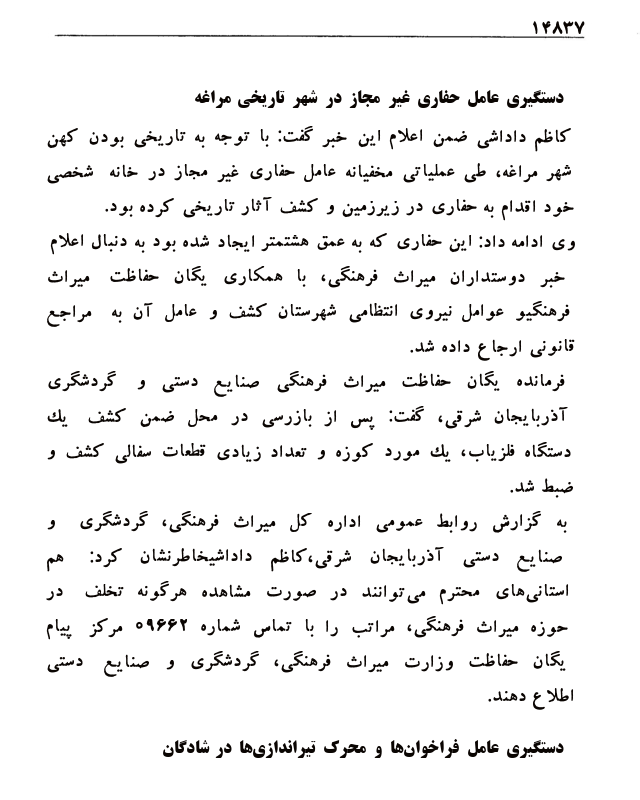 ۱۴۸۳۷
دستگیری عامل حفاری غیر مجاز در شهر تاریخی مراغه
کاظم داداشی ضمن اعلام این خبر گفت: با توجه به تاریخی بودن کهن
شهر مراغه، طی عملیاتی مخفیانه عامل حفاری غیر مجاز در خانه شخصی
خود اقدام به حفاری در زیرزمین و کشف آثار تاریخی کرده بود.
وی ادامه داد: این حفاری که به عمق هشتمتر ایجاد شده بود به دنبال اعلام
خبر دوستداران میراث فرهنگی، با همکاری یگان حفاظت میراث
فرهنگیو عوامل نیروی انتظامی شهرستان کشف و عامل آن به مراجع
قانونی ارجاع داده شد.
فرمانده یگان حفاظت میراث فرهنگی صنایع دستی و گردشگری
آذربایجان شرقی، گفت: پس از بازرسی در محل ضمن کشف یك
دستگاه فلزیاب، یك مورد کوزه و تعداد زیادی قطعات سفالی کشف و
ضبط شد.
به گزارش روابط عمومی اداره کل میراث فرهنگی، گردشگری و
صنایع دستی آذربایجان شرقی،کاظم داداشیخاطرنشان کرد: هم
استانی‌های محترم می‌توانند در صورت مشاهده هرگونه تخلف در
حوزه میراث فرهنگی، مراتب را با تماس شماره ۰۹۶۶۲ مرکز پیام
یگان حفاظت وزارت میراث فرهنگی، گردشگری و صنایع دستی
اطلاع دهند.
دستگیری عامل فراخوان‌ها و محرک تیراندازی‌ها در شادگان